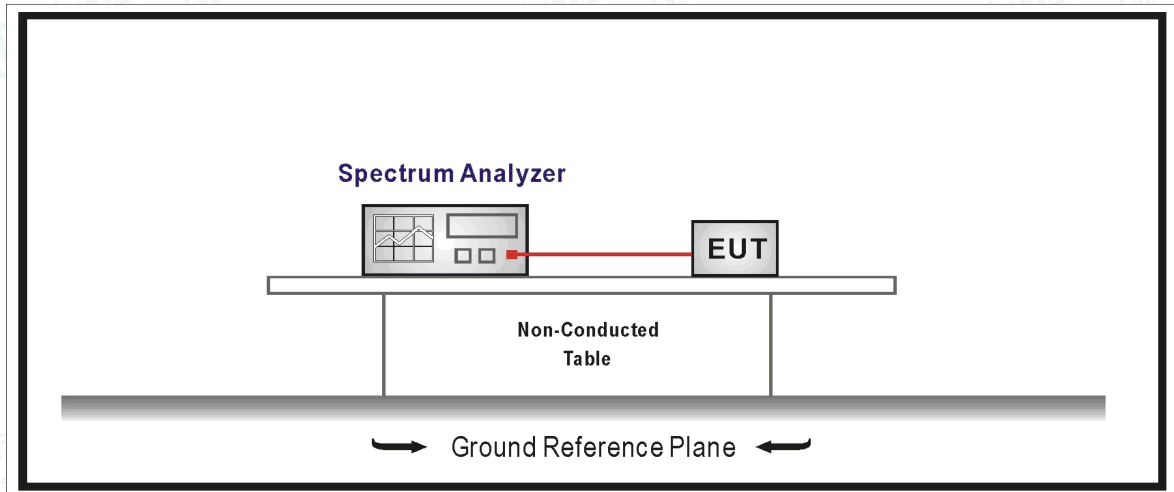 Spectrum Analyzer
EUT
Non-Conducted
Table
Ground Reference Plane